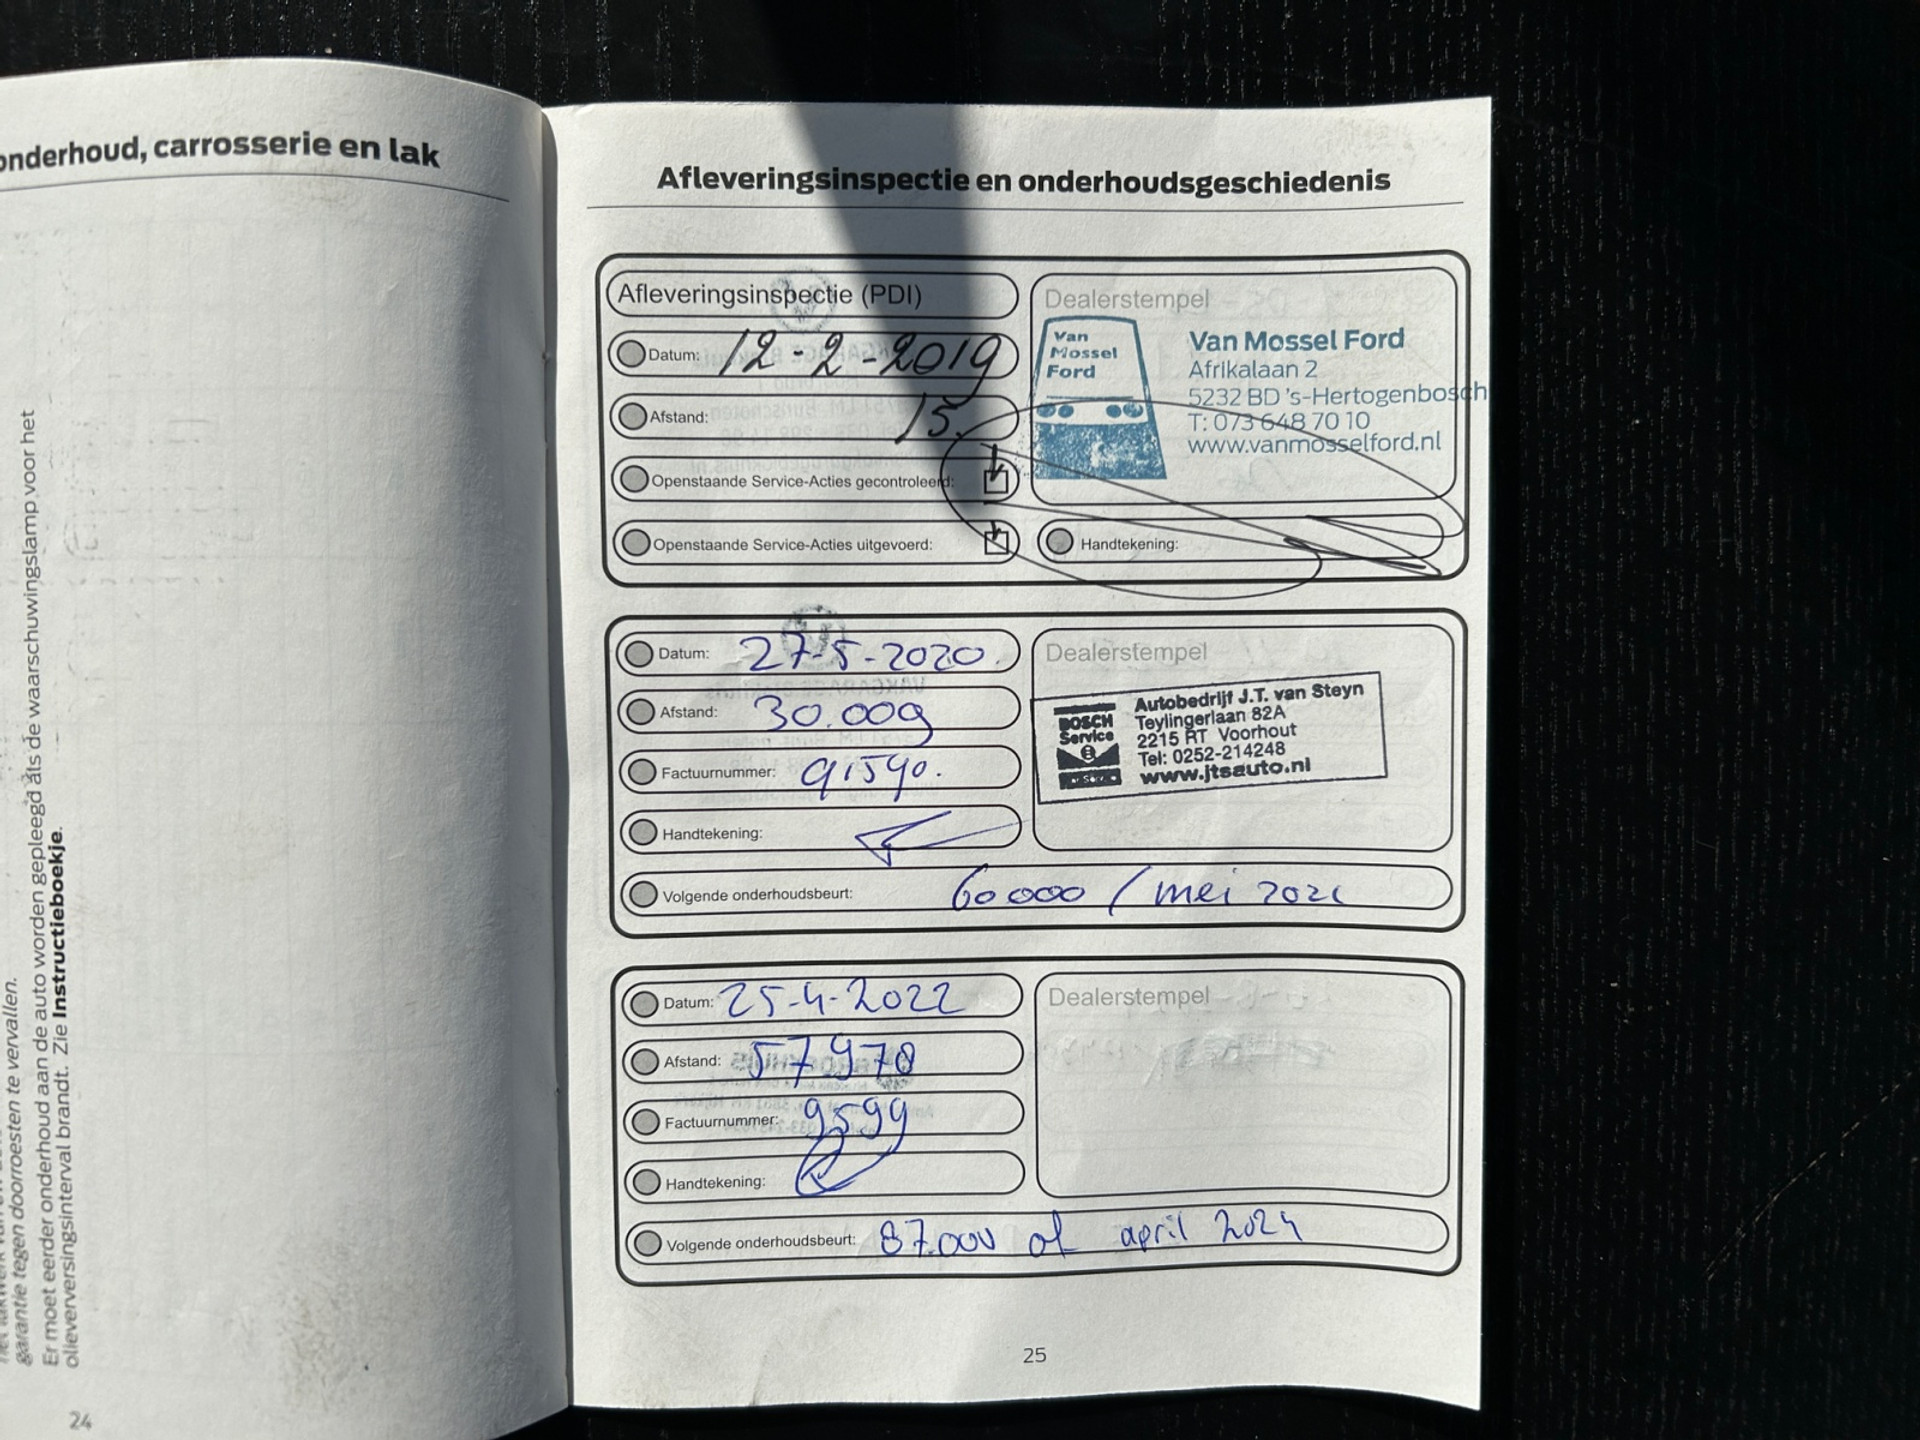 onderhoud, carrosserie en lak
garantie tegen doorroesten te vervallen.
Er moet eerder onderhoud aan de auto worden gepleegd als de waarschuwingslamp voor het
olieverversingsinterval brandt. Zie Instructieboekje.
24
Afleveringsinspectie en onderhoudsgeschiedenis
Afleveringsinspectie (PDI)
Datum: 12-2-2019
Afstand: 15.
Openstaande Service-Acties gecontroleerd:
Openstaande Service-Acties uitgevoerd:
Dealerstempel
Van
Mossel
Ford
Van Mossel Ford
Afrikalaan 2
5232 BD 's-Hertogenbosch
T: 073 648 70 10
www.vanmosselford.nl
Handtekening:
Datum: 27-5-2020.
Afstand: 30.009
Factuurnummer: 91540.
Handtekening:
Dealerstempel
BOSCH
Service
Autobedrijf J.T. van Steyn
Teylingerlaan 82A
2215 RT Voorhout
Tel: 0252-214248
www.jtsauto.nl
Volgende onderhoudsbeurt: 60000 / mei
Datum: 25-4-2022
Afstand: 57970
Factuurnummer: 9599
Handtekening:
Dealerstempel
Volgende onderhoudsbeurt: 87.000 of april 2024
25